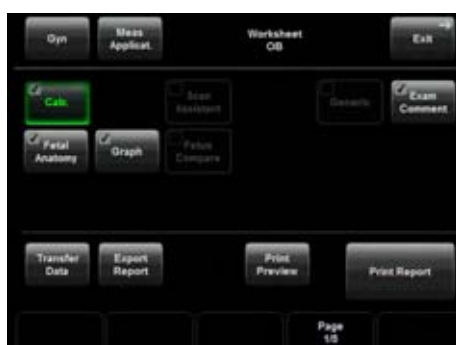 Gyn
Meas
Applicat.
Worksheet
OB
Exit
Calc
Scan
Assistant
Generic
Exam
Comment
Fetal
Anatomy
Graph
Fetus
Compare
Transfer
Data
Export
Report
Print
Preview
Print Report
Page
1/5